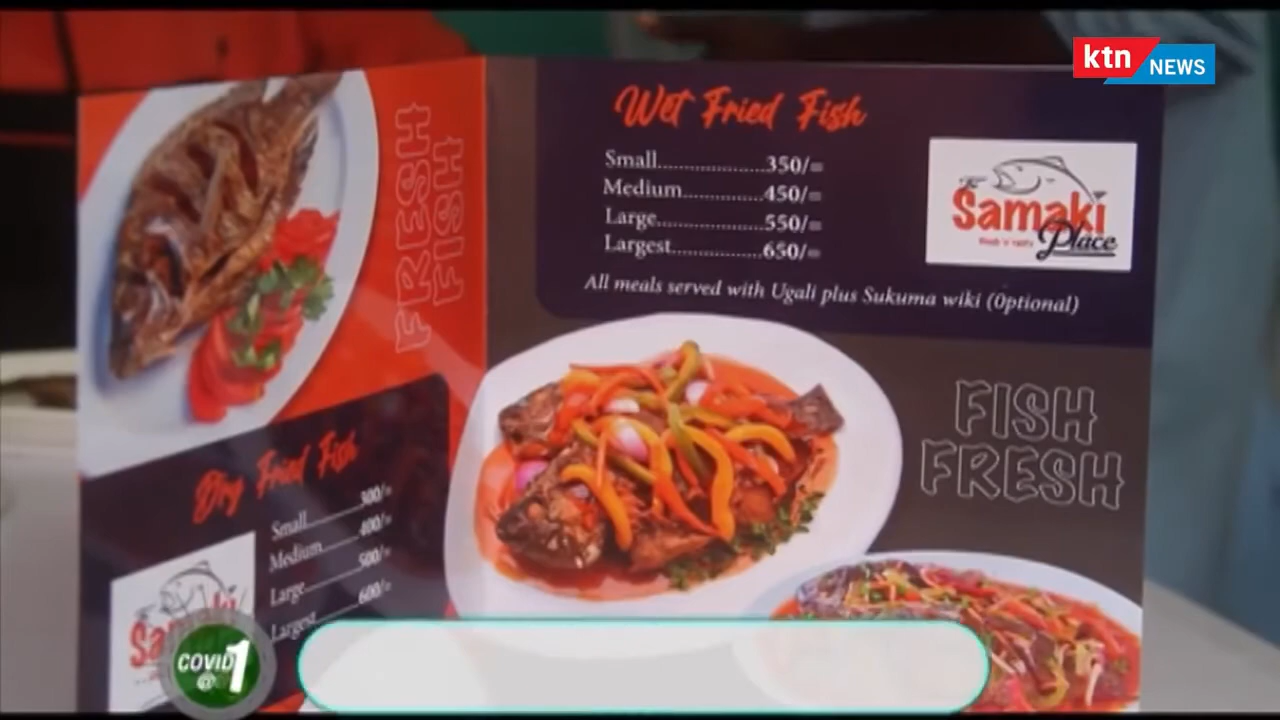 ktn NEWS
FRESH
FISH
Wet Fried Fish
Small......................350/=
Medium.................450/=
Large......................550/=
Largest...................650/=
All meals served with Ugali plus Sukuma wiki (Optional)
Samaki
Place
FISH
FRESH
Dry Fried Fish
Small..................300/=
Medium.............400/=
Large..................500/=
Largest...............600/=
COVID
@1